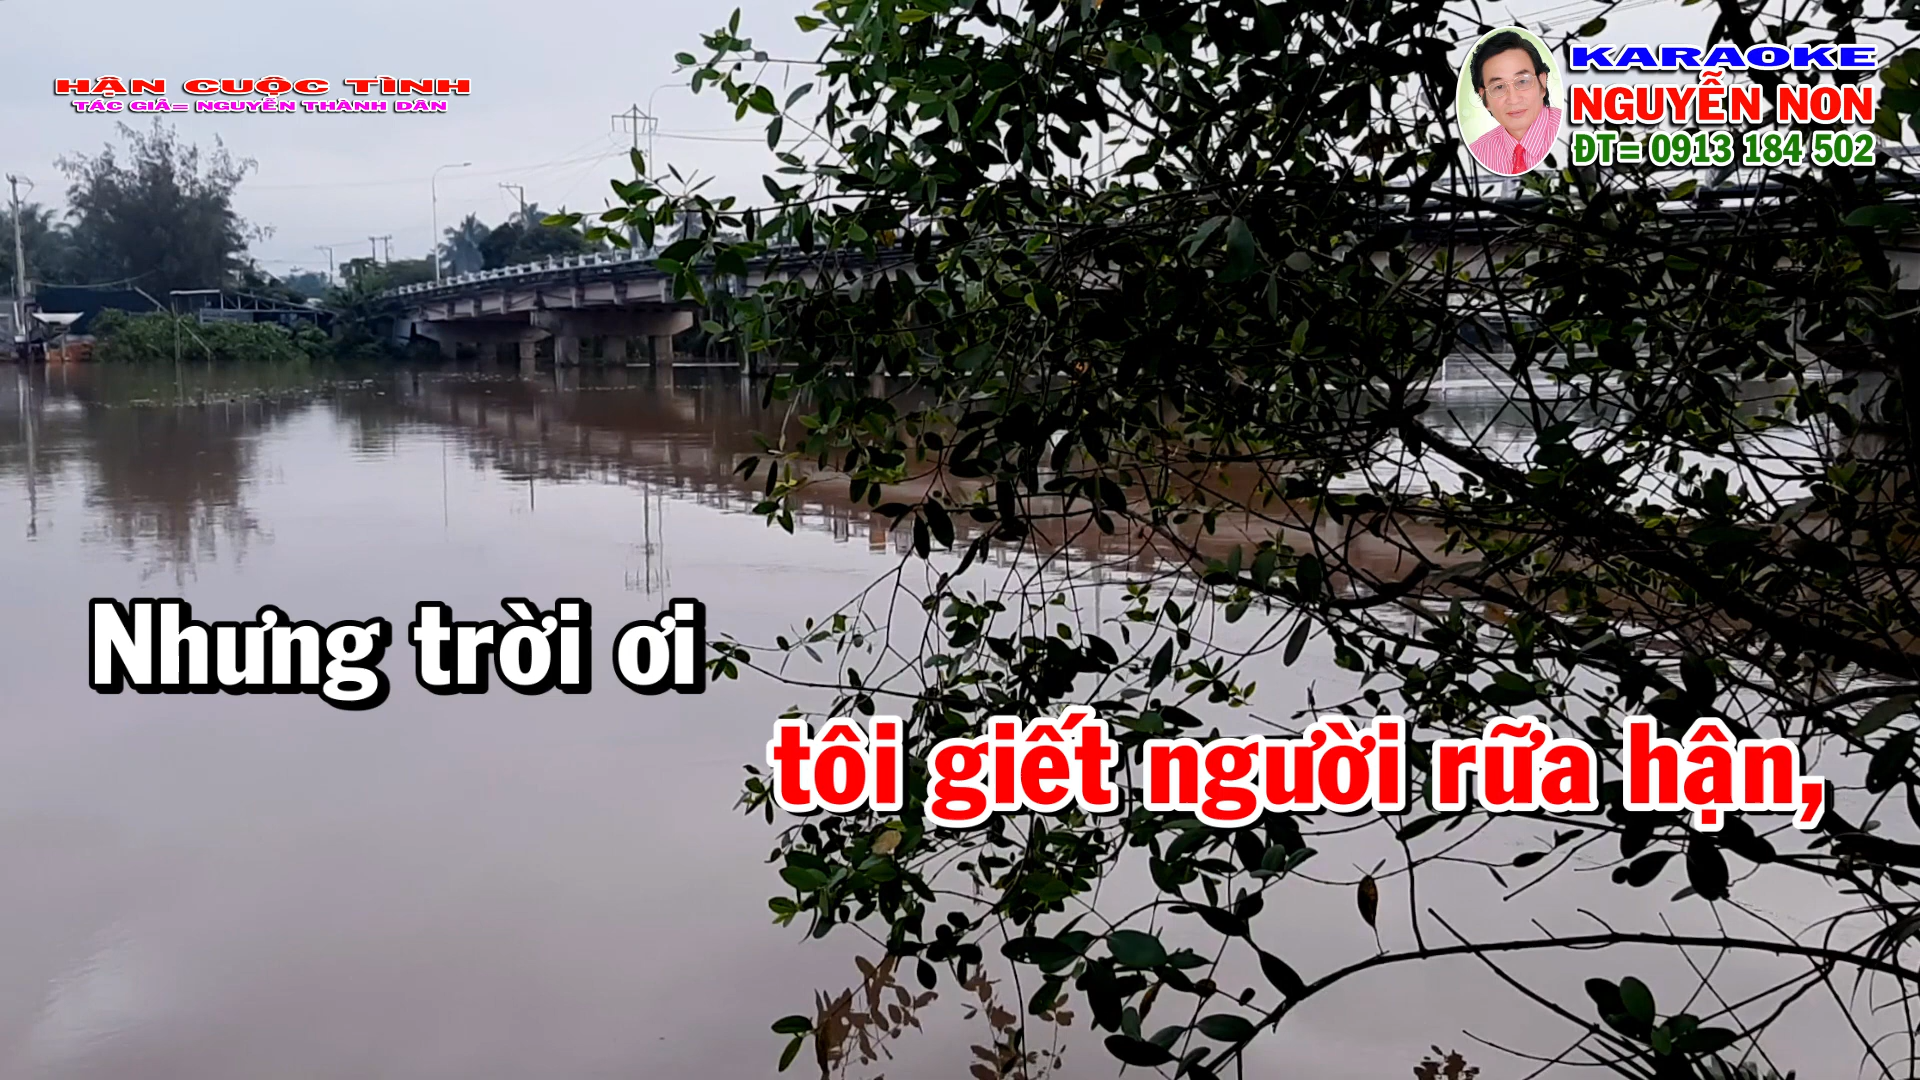 HẬN CUỘC TÌNH
TÁC GIẢ= NGUYỄN THÀNH DÂN
KARAOKE
NGUYỄN NON
ĐT= 0913 184 502
Nhưng trời ơi
tôi giết người rữa hận,